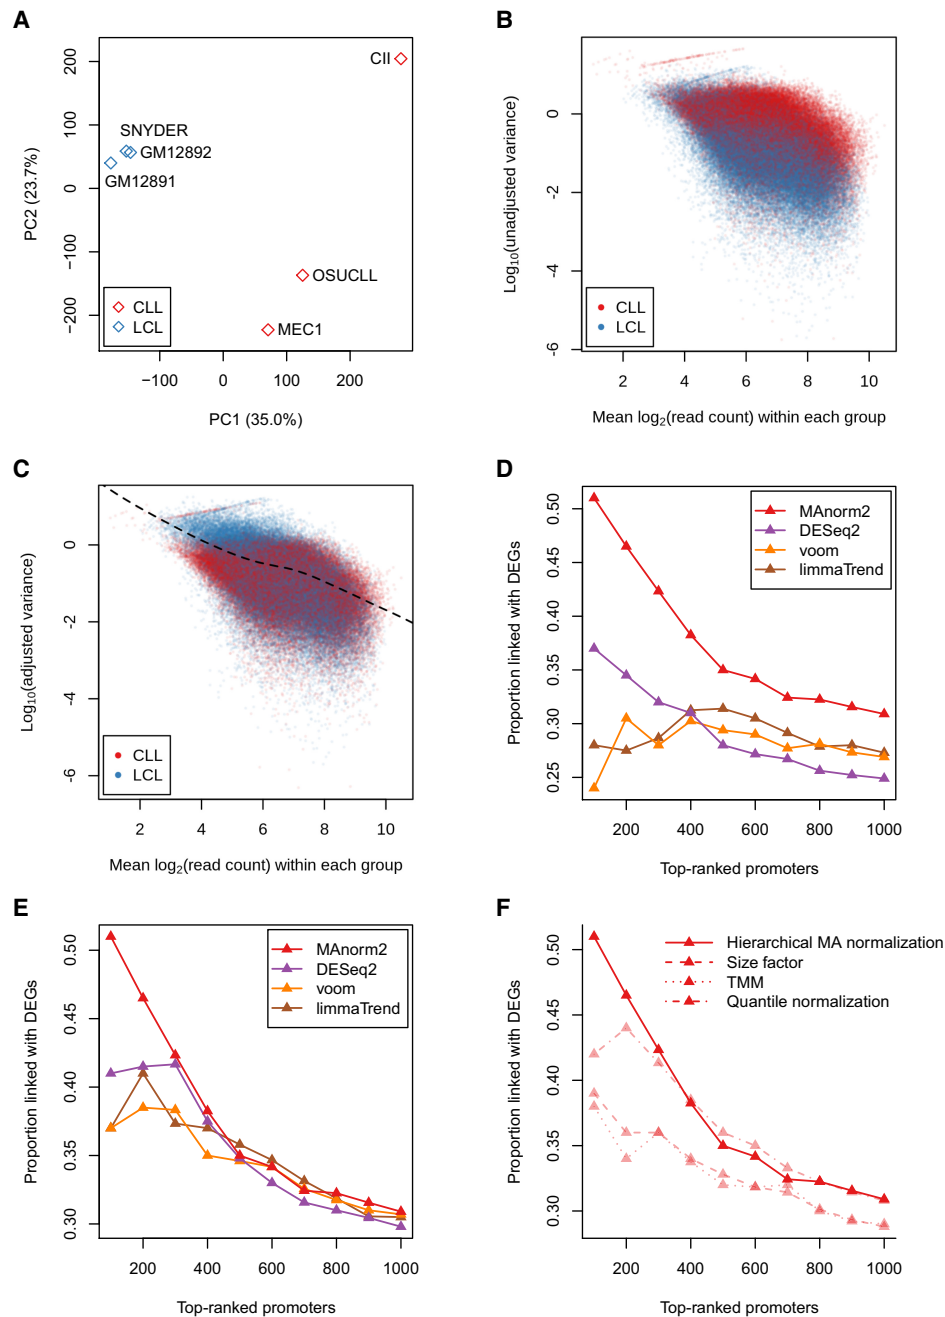 A
PC2 (23.7%)
200
100
0
−100
−200
CII
SNYDER
GM12892
GM12891
OSUCLL
MEC1
CLL
LCL
−100 0 100 200
PC1 (35.0%)
B
Log10(unadjusted variance)
0
-2
-4
-6
CLL
LCL
2 4 6 8 10
Mean log2(read count) within each group
C
Log10(adjusted variance)
0
-2
-4
-6
CLL
LCL
2 4 6 8 10
Mean log2(read count) within each group
D
Proportion linked with DEGs
0.50
0.45
0.40
0.35
0.30
0.25
MAnorm2
DESeq2
voom
limmaTrend
200 400 600 800 1000
Top-ranked promoters
E
Proportion linked with DEGs
0.50
0.45
0.40
0.35
0.30
MAnorm2
DESeq2
voom
limmaTrend
200 400 600 800 1000
Top-ranked promoters
F
Proportion linked with DEGs
0.50
0.45
0.40
0.35
0.30
Hierarchical MA normalization
Size factor
TMM
Quantile normalization
200 400 600 800 1000
Top-ranked promoters